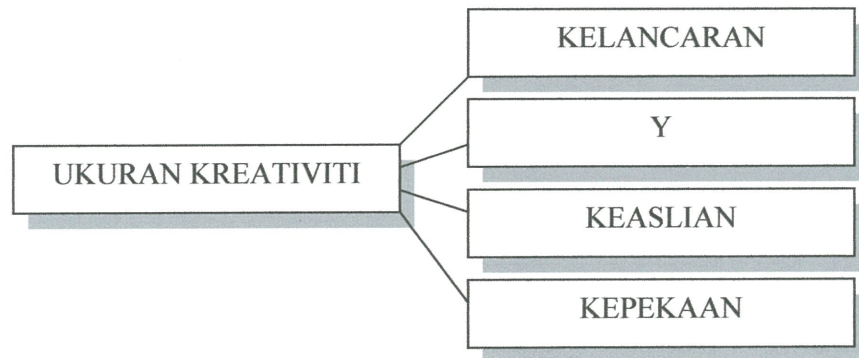 KELANCARAN
Y
UKURAN KREATIVITI
KEASLIAN
KEPEKAAN